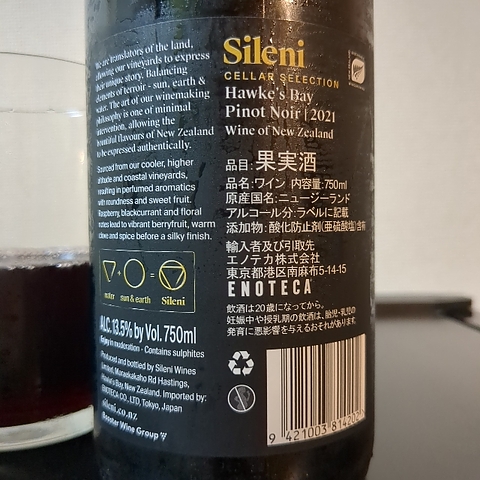 We are translators of the land,
allowing our vineyards to express
their unique story. Balancing
elements of terroir - sun, earth &
water. The art of our winemaking
philosophy is one of minimal
intervention, allowing the
bountiful flavours of New Zealand
to be expressed authentically.
Sourced from our cooler, higher
altitude and coastal vineyards,
resulting in perfumed aromatics
with roundness and sweet fruit.
Raspberry, blackcurrant and floral
notes lead to vibrant berryfruit, warm
cloves and spice before a silky finish.
water + sun & earth = Sileni
ALC. 13.5% by Vol. 750ml
Enjoy in moderation - Contains sulphites
Produced and bottled by Sileni Wines
Limited, Maraekakaho Rd Hastings,
Hawke's Bay, New Zealand. Imported by:
ENOTECA CO., LTD. Tokyo, Japan
sileni.co.nz
Booster Wine Group
Sileni
CELLAR SELECTION
Hawke's Bay
Pinot Noir | 2021
Wine of New Zealand
品目:果実酒
品名:ワイン 内容量:750ml
原産国名:ニュージーランド
アルコール分:ラベルに記載
添加物:酸化防止剤(亜硫酸塩)含有
輸入者及び引取先
エノテカ株式会社
東京都港区南麻布5-14-15
ENOTECA
飲酒は20歳になってから。
妊娠中や授乳期の飲酒は、胎児・乳児の
発育に悪影響を与えるおそれがあります。
9 421003 814202